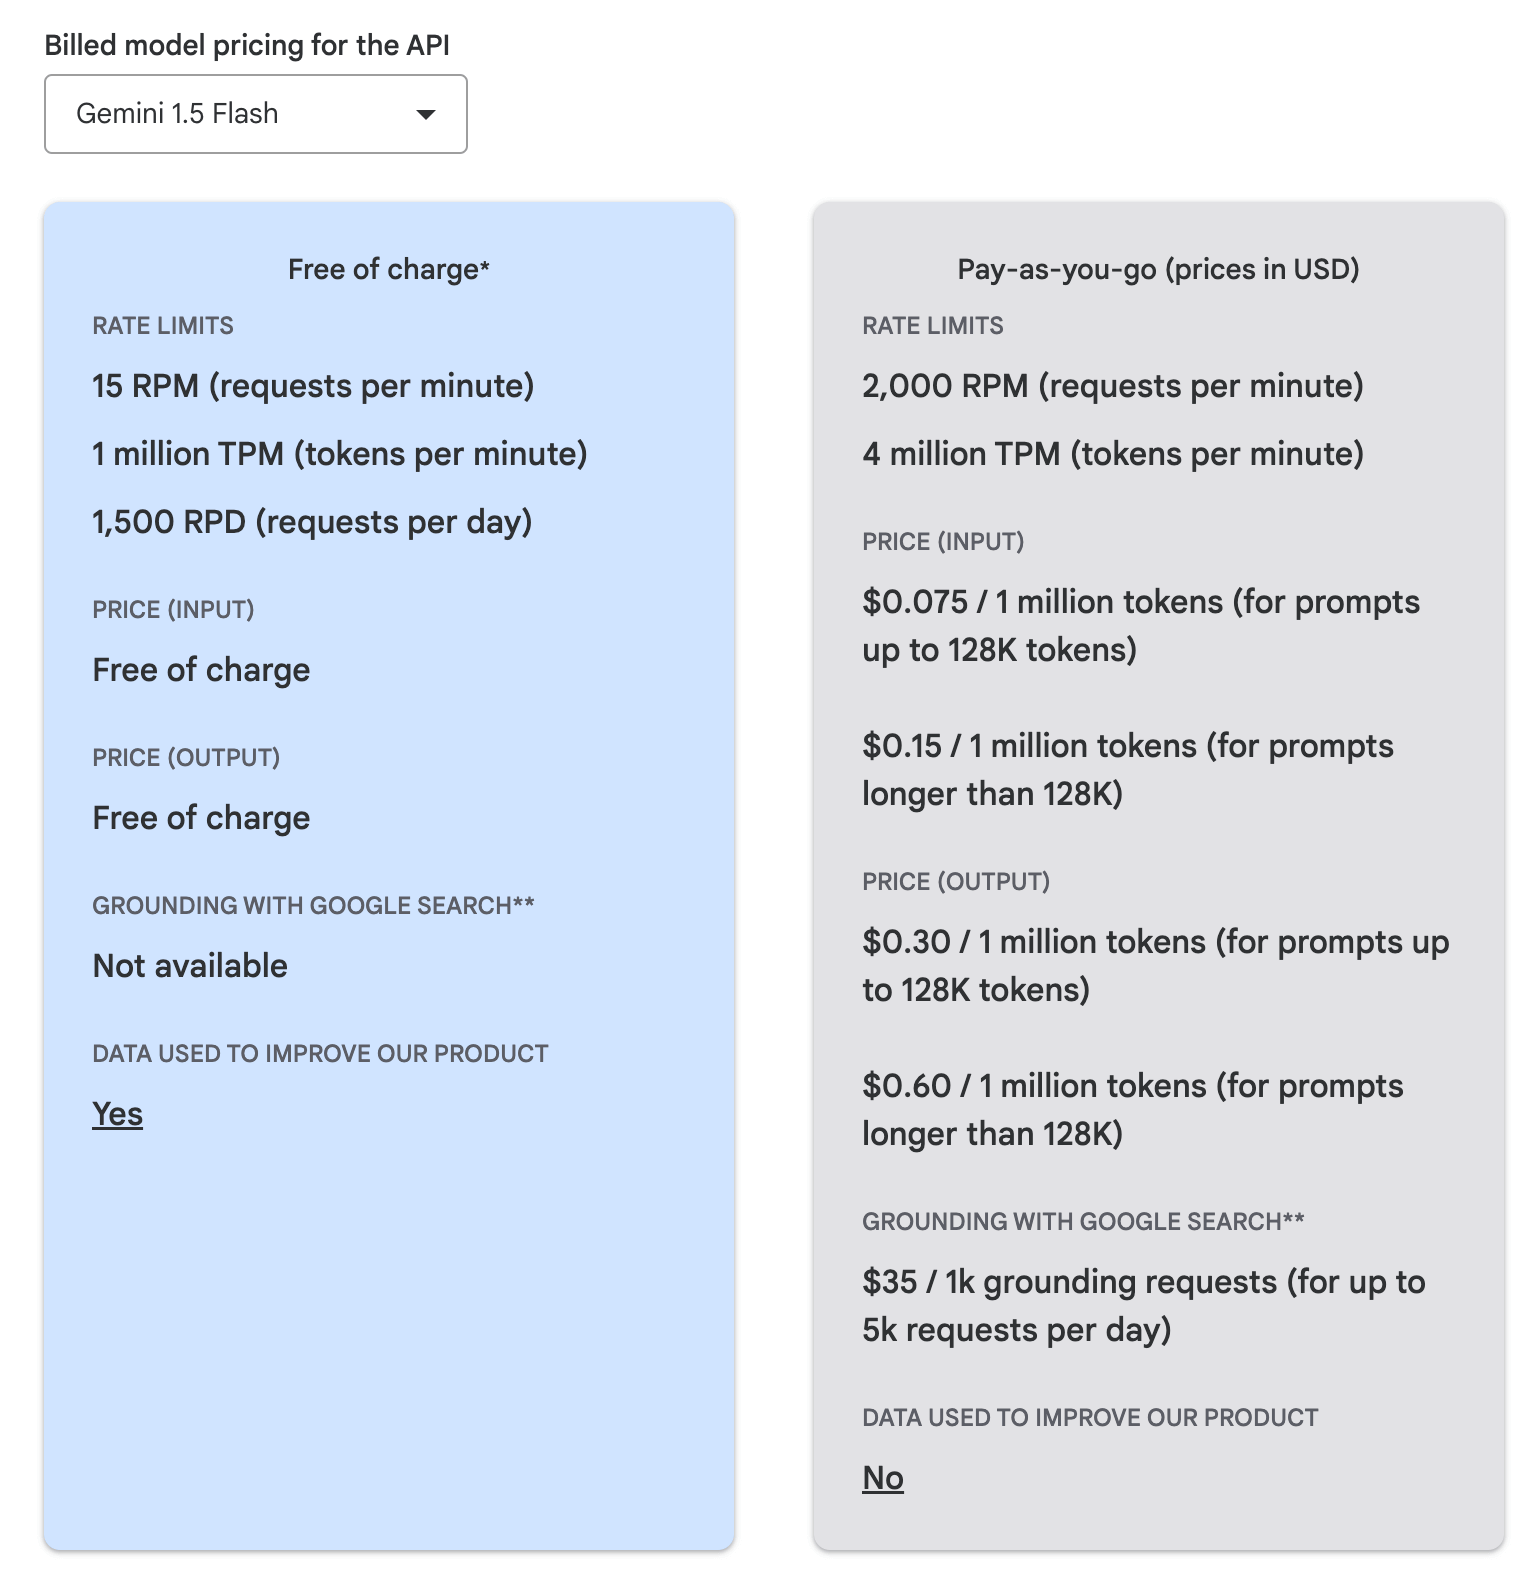 Billed model pricing for the API
Gemini 1.5 Flash
Free of charge*
RATE LIMITS
15 RPM (requests per minute)
1 million TPM (tokens per minute)
1,500 RPD (requests per day)
PRICE (INPUT)
Free of charge
PRICE (OUTPUT)
Free of charge
GROUNDING WITH GOOGLE SEARCH**
Not available
DATA USED TO IMPROVE OUR PRODUCT
Yes
Pay-as-you-go (prices in USD)
RATE LIMITS
2,000 RPM (requests per minute)
4 million TPM (tokens per minute)
PRICE (INPUT)
$0.075 / 1 million tokens (for prompts
up to 128K tokens)
$0.15 / 1 million tokens (for prompts
longer than 128K)
PRICE (OUTPUT)
$0.30 / 1 million tokens (for prompts up
to 128K tokens)
$0.60 / 1 million tokens (for prompts
longer than 128K)
GROUNDING WITH GOOGLE SEARCH**
$35 / 1k grounding requests (for up to
5k requests per day)
DATA USED TO IMPROVE OUR PRODUCT
No